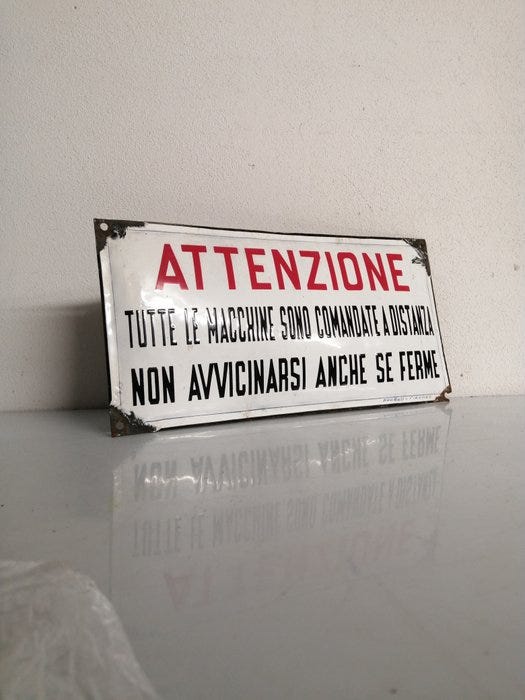 ATTENZIONE
TUTTE LE MACCHINE SONO COMANDATE A DISTANZA
NON AVVICINARSI ANCHE SE FERME